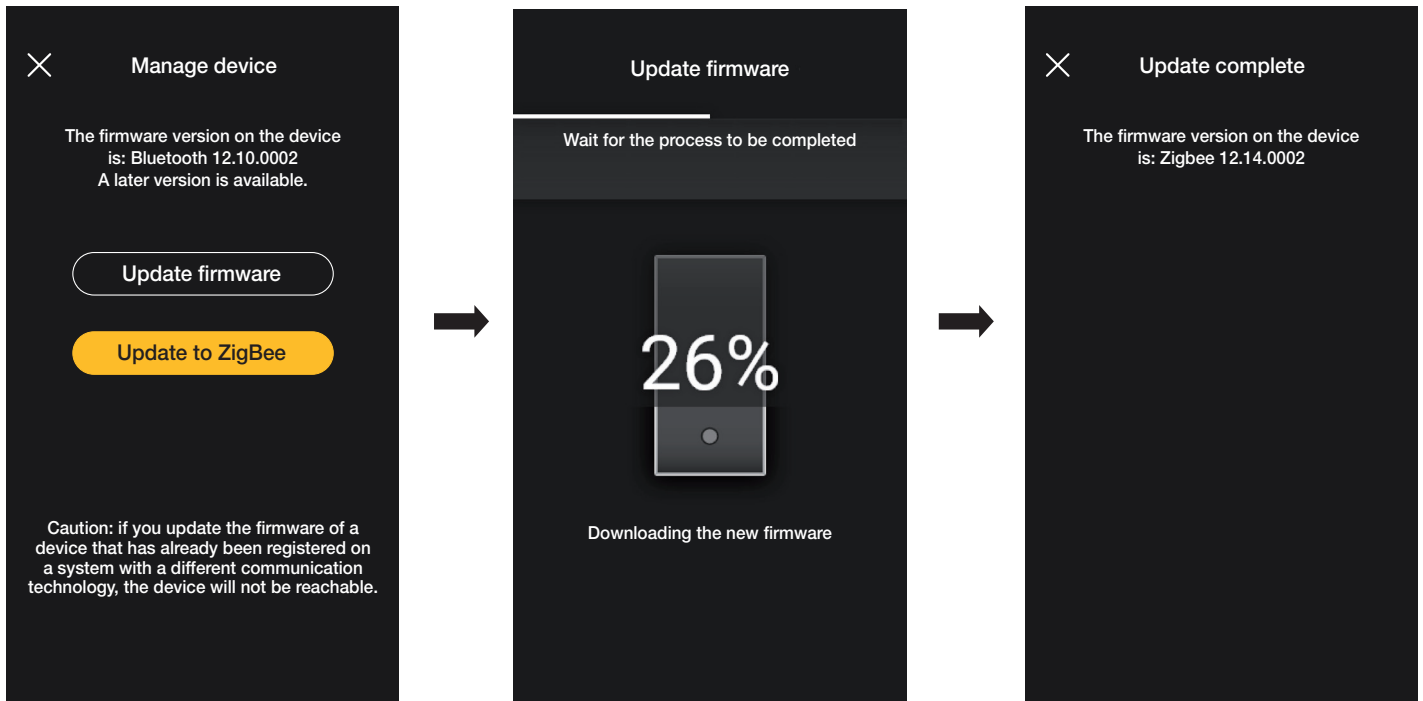 Manage device
The firmware version on the device
is: Bluetooth 12.10.0002
A later version is available.
Update firmware
Update to ZigBee
Caution: if you update the firmware of a
device that has already been registered on
a system with a different communication
technology, the device will not be reachable.
Update firmware
Wait for the process to be completed
26%
Downloading the new firmware
Update complete
The firmware version on the device
is: Zigbee 12.14.0002